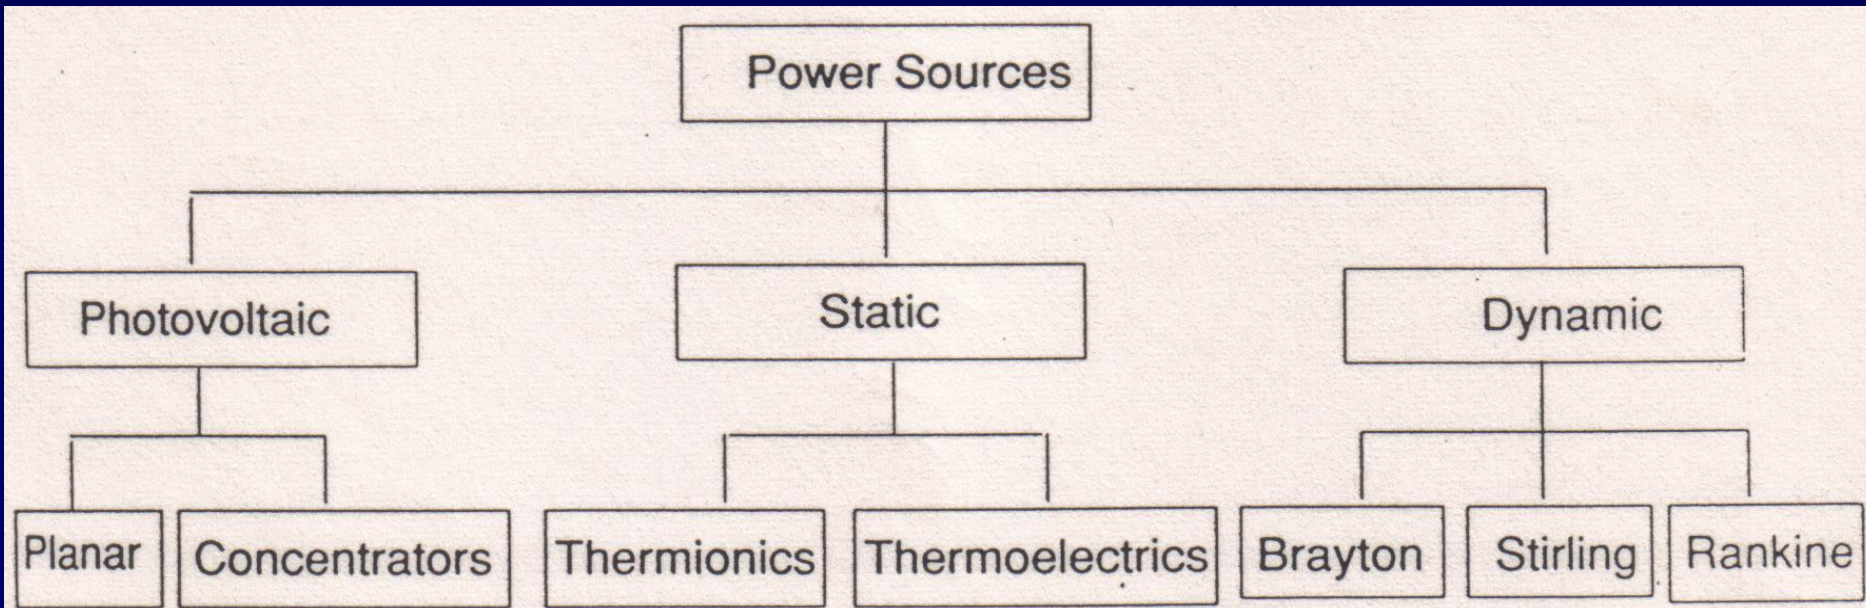 Power Sources
Photovoltaic
Static
Dynamic
Planar
Concentrators
Thermionics
Thermoelectrics
Brayton
Stirling
Rankine